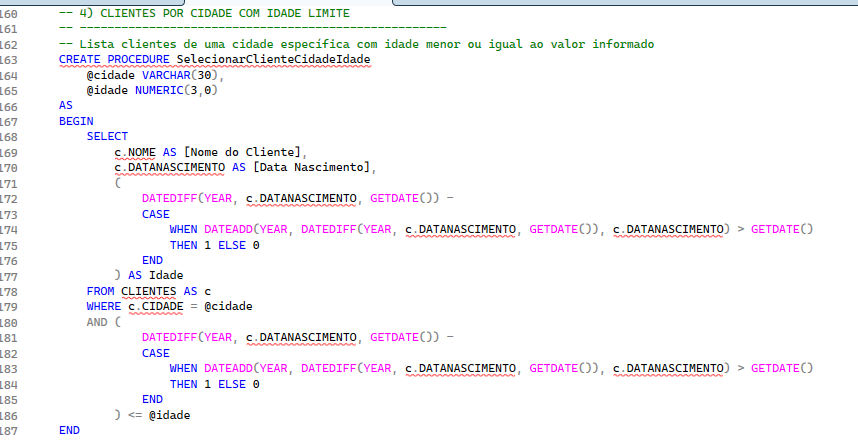 160 -- 4) CLIENTES POR CIDADE COM IDADE LIMITE
161 -- -----------------------------------------------------
162 -- Lista clientes de uma cidade específica com idade menor ou igual ao valor informado
163 CREATE PROCEDURE SelecionarClienteCidadeIdade
164 @cidade VARCHAR(30),
165 @idade NUMERIC(3,0)
166 AS
167 BEGIN
168 SELECT
169 c.NOME AS [Nome do Cliente],
170 c.DATANASCIMENTO AS [Data Nascimento],
171 (
172 DATEDIFF(YEAR, c.DATANASCIMENTO, GETDATE()) -
173 CASE
174 WHEN DATEADD(YEAR, DATEDIFF(YEAR, c.DATANASCIMENTO, GETDATE()), c.DATANASCIMENTO) > GETDATE()
175 THEN 1 ELSE 0
176 END
177 ) AS Idade
178 FROM CLIENTES AS c
179 WHERE c.CIDADE = @cidade
180 AND (
181 DATEDIFF(YEAR, c.DATANASCIMENTO, GETDATE()) -
182 CASE
183 WHEN DATEADD(YEAR, DATEDIFF(YEAR, c.DATANASCIMENTO, GETDATE()), c.DATANASCIMENTO) > GETDATE()
184 THEN 1 ELSE 0
185 END
186 ) <= @idade
187 END